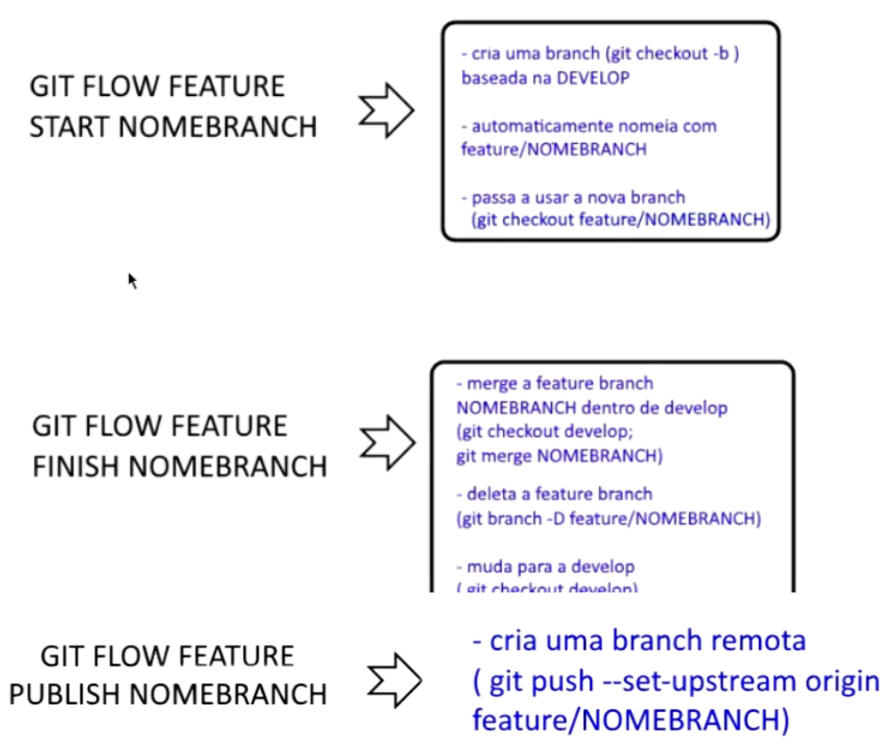 GIT FLOW FEATURE
START NOMEBRANCH
- cria uma branch (git checkout -b )
baseada na DEVELOP
- automaticamente nomeia com
feature/NOMEBRANCH
- passa a usar a nova branch
(git checkout feature/NOMEBRANCH)
GIT FLOW FEATURE
FINISH NOMEBRANCH
- merge a feature branch
NOMEBRANCH dentro de develop
(git checkout develop;
git merge NOMEBRANCH)
- deleta a feature branch
(git branch -D feature/NOMEBRANCH)
- muda para a develop
( git checkout develop)
GIT FLOW FEATURE
PUBLISH NOMEBRANCH
- cria uma branch remota
( git push --set-upstream origin
feature/NOMEBRANCH)